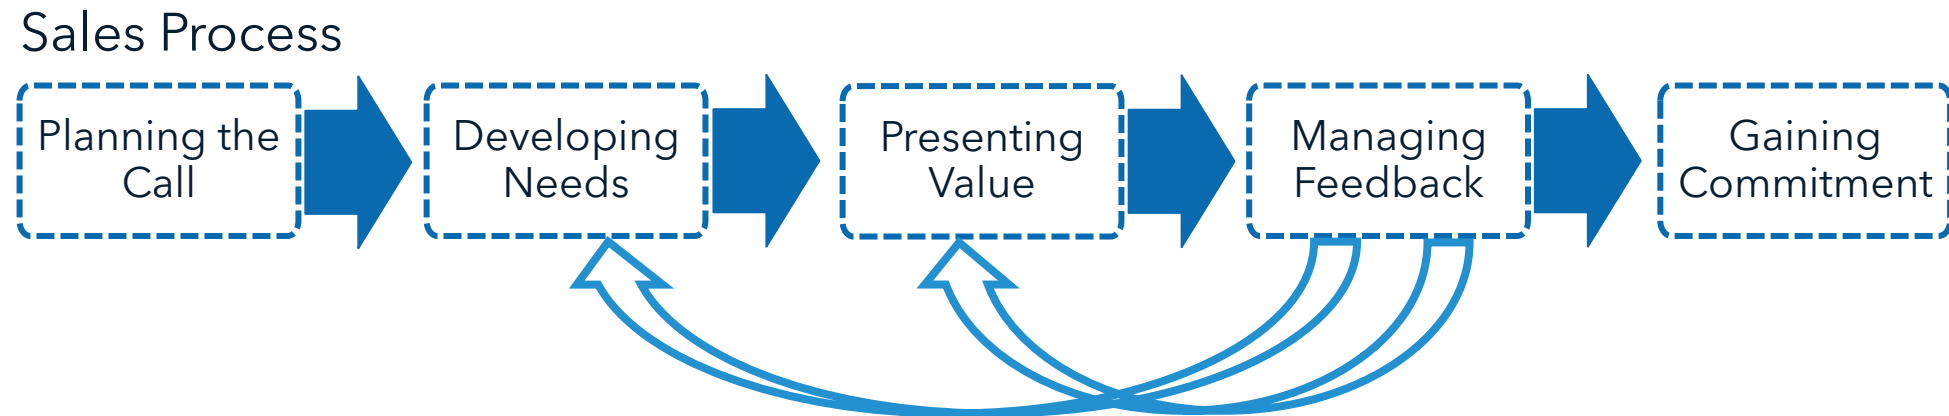 Sales Process
Planning the
Call
Developing
Needs
Presenting
Value
Managing
Feedback
Gaining
Commitment